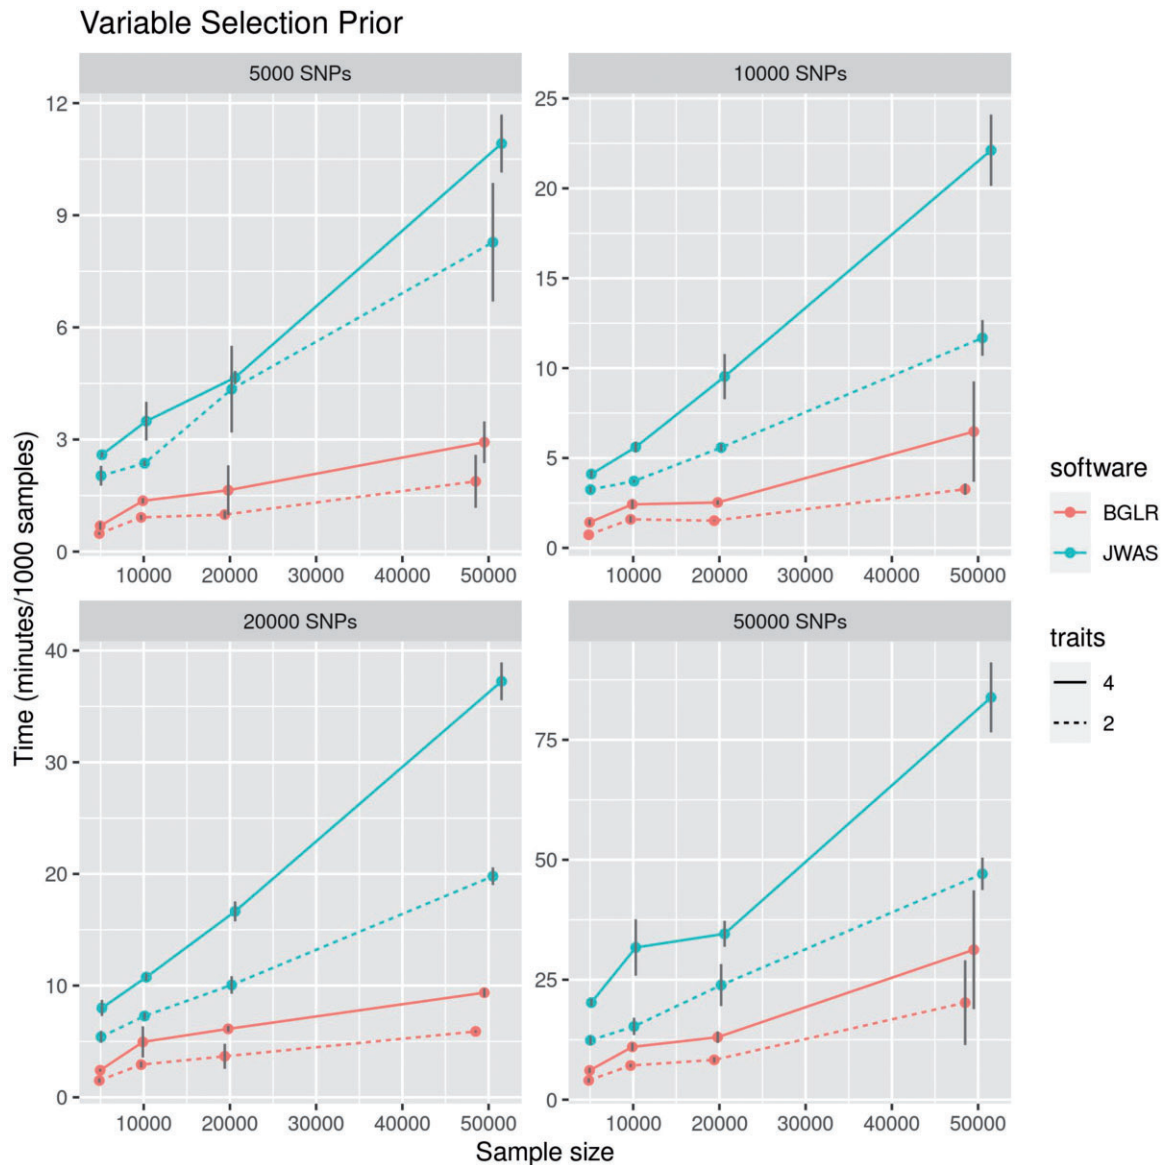 Variable Selection Prior
5000 SNPs
10000 SNPs
12
9
6
3
0
25
20
15
10
5
0
10000 20000 30000 40000 50000
10000 20000 30000 40000 50000
20000 SNPs
50000 SNPs
40
30
20
10
0
75
50
25
0
10000 20000 30000 40000 50000
10000 20000 30000 40000 50000
Time (minutes/1000 samples)
Sample size
software
BGLR
JWAS
traits
4
2